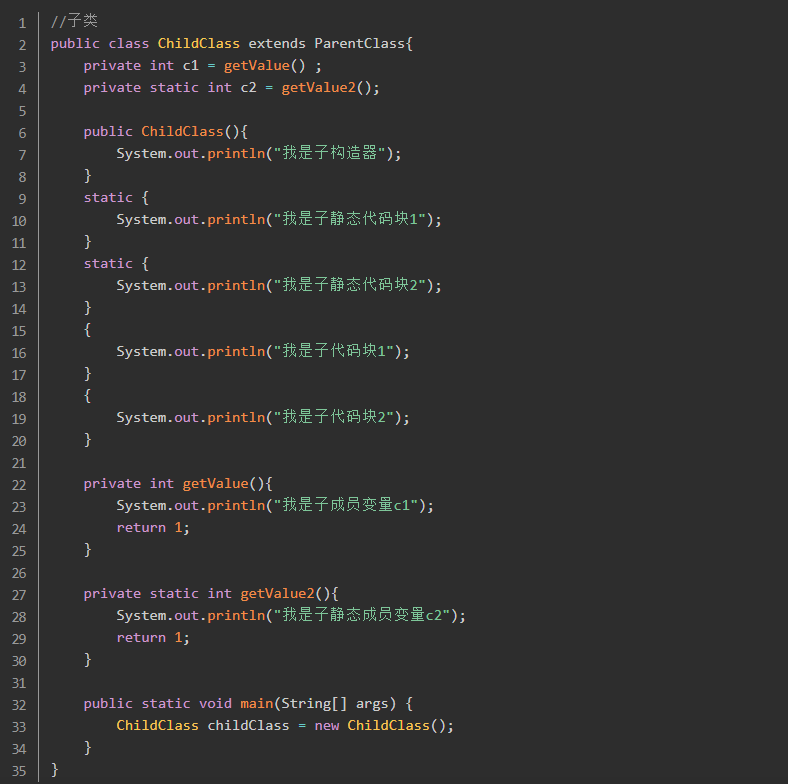 1 //子类
2 public class ChildClass extends ParentClass{
3     private int c1 = getValue() ;
4     private static int c2 = getValue2();
5
6     public ChildClass(){
7         System.out.println("我是子构造器");
8     }
9     static {
10         System.out.println("我是子静态代码块1");
11     }
12     static {
13         System.out.println("我是子静态代码块2");
14     }
15     {
16         System.out.println("我是子代码块1");
17     }
18     {
19         System.out.println("我是子代码块2");
20     }
21
22     private int getValue(){
23         System.out.println("我是子成员变量c1");
24         return 1;
25     }
26
27     private static int getValue2(){
28         System.out.println("我是子静态成员变量c2");
29         return 1;
30     }
31
32     public static void main(String[] args) {
33         ChildClass childClass = new ChildClass();
34     }
35 }